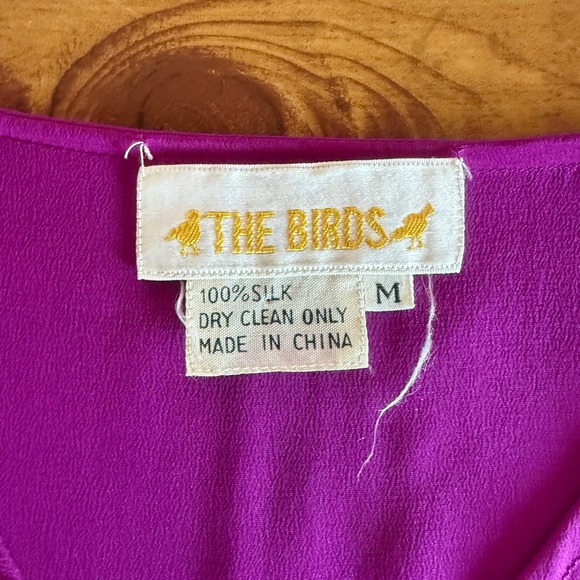 THE BIRDS
100% SILK
DRY CLEAN ONLY
MADE IN CHINA
M